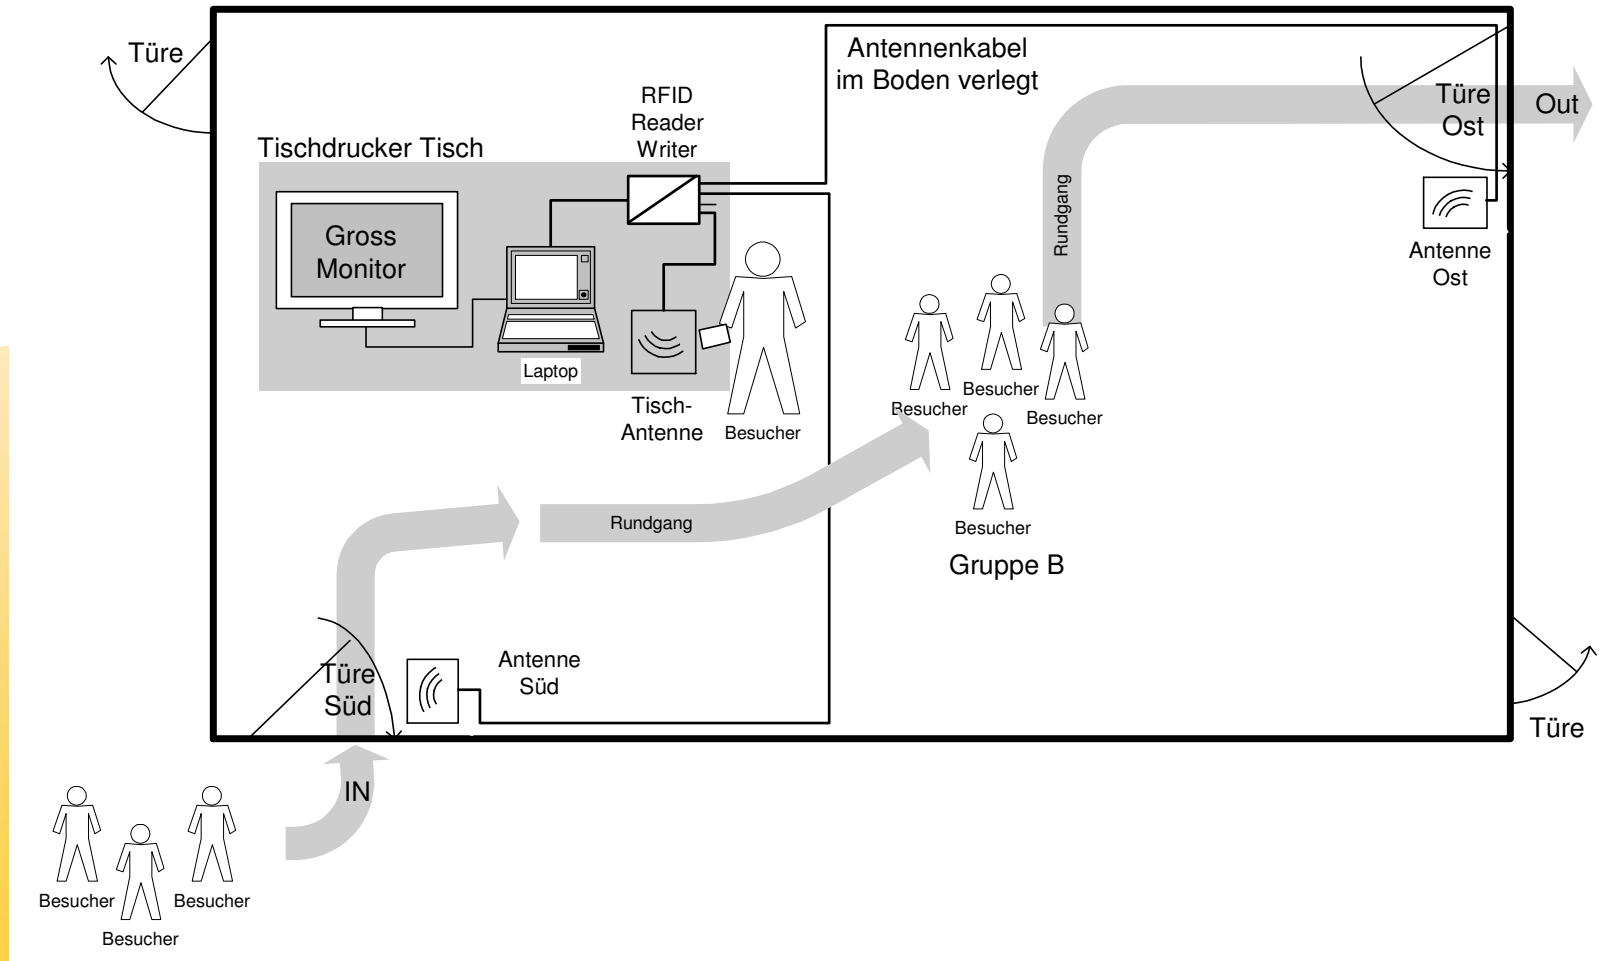 Türe
Antennenkabel
im Boden verlegt
RFID
Reader
Writer
Türe
Ost
Out
Tischdrucker Tisch
Gross
Monitor
Rundgang
Antenne
Ost
Laptop
Tisch-
Antenne
Besucher
Besucher
Besucher
Besucher
Besucher
Gruppe B
Rundgang
Antenne
Süd
Türe
Süd
Türe
IN
Besucher
Besucher
Besucher